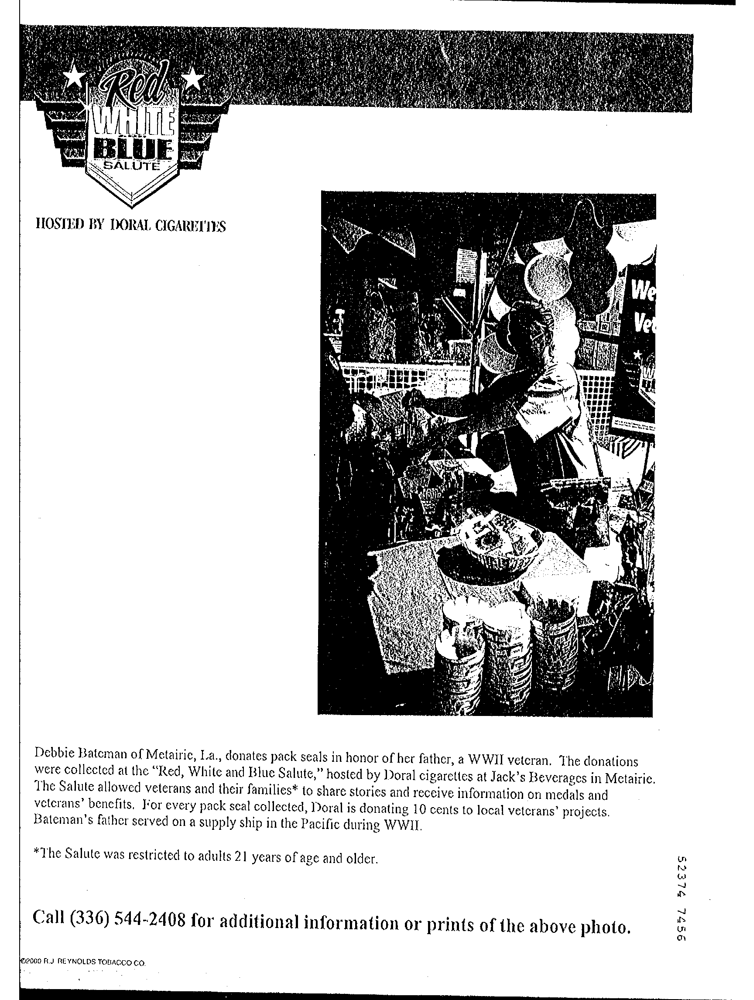 Red
WHITE
BLUE
SALUTE
HOSTED BY DORAL CIGARETTES
We
Vet
Debbie Bateman of Metairie, La., donates pack seals in honor of her father, a WWII veteran. The donations
were collected at the “Red, White and Blue Salute,” hosted by Doral cigarettes at Jack's Beverages in Metairie.
The Salute allowed veterans and their families* to share stories and receive information on medals and
veterans' benefits. For every pack seal collected, Doral is donating 10 cents to local veterans' projects.
Bateman's father served on a supply ship in the Pacific during WWII.
*The Salute was restricted to adults 21 years of age and older.
52374 7456
Call (336) 544-2408 for additional information or prints of the above photo.
©2000 R.J. REYNOLDS TOBACCO CO.